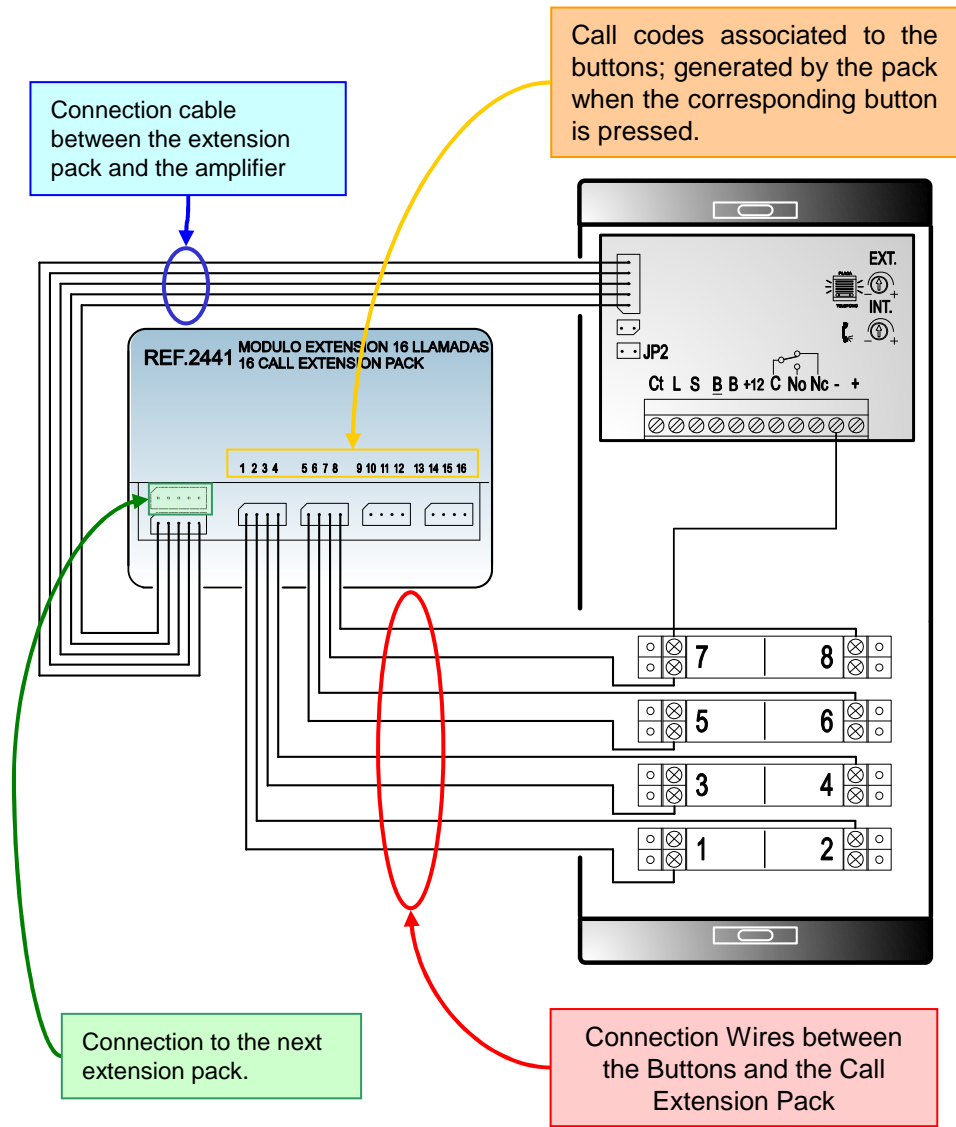 Call codes associated to the
buttons; generated by the pack
when the corresponding button
is pressed.
Connection cable
between the extension
pack and the amplifier
EXT.
PLACA
TELEFONO
- +
INT.
- +
JP2
Ct L S B B +12 C No Nc - +
REF.2441 MODULO EXTENSION 16 LLAMADAS
16 CALL EXTENSION PACK
1 2 3 4 5 6 7 8 9 10 11 12 13 14 15 16
7 8
5 6
3 4
1 2
Connection to the next
extension pack.
Connection Wires between
the Buttons and the Call
Extension Pack